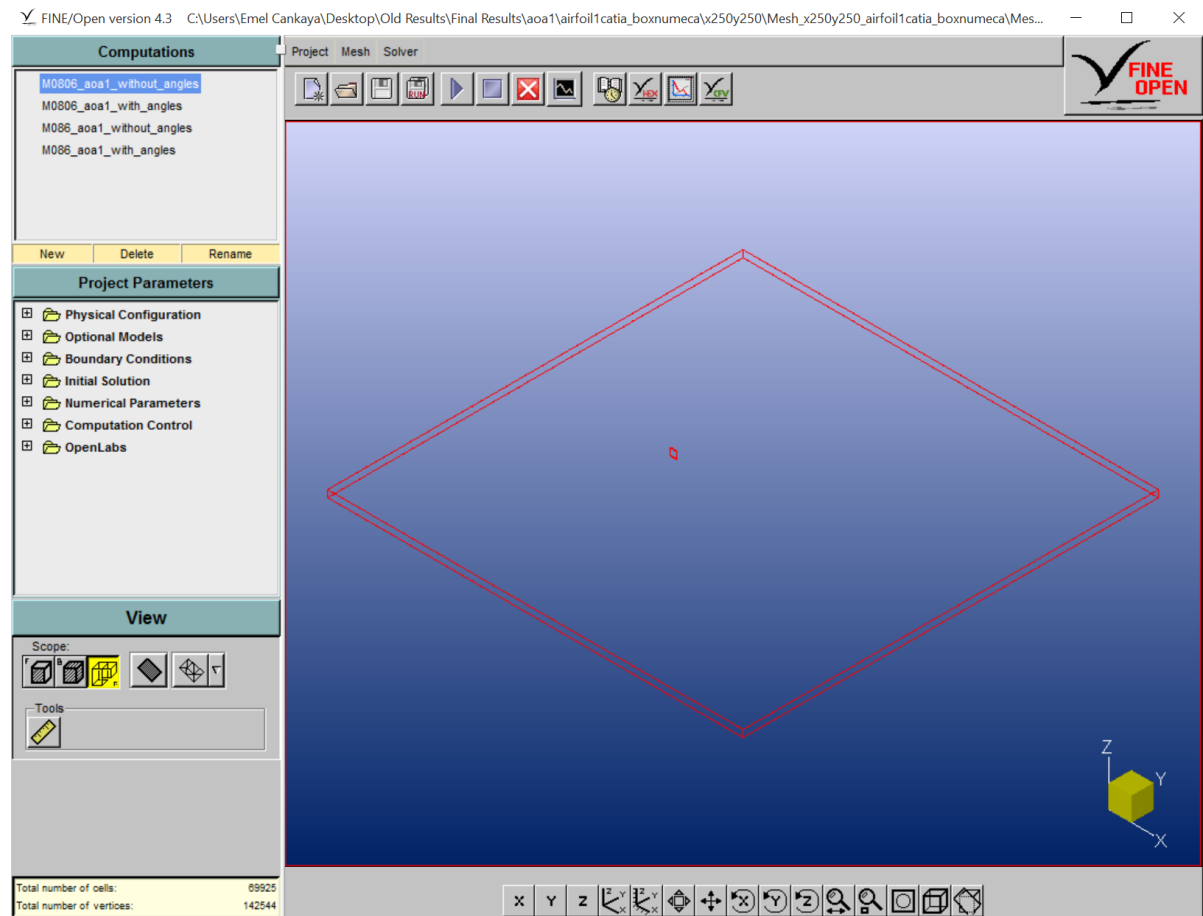 FINE/Open version 4.3 C:\Users\Emel Cankaya\Desktop\Old Results\Final Results\aoa1\airfoil1catia_boxnumeca\x250y250\Mesh_x250y250_airfoil1catia_boxnumeca\Mes...
Computations
Project Mesh Solver
FINE
OPEN
M0806_aoa1_without_angles
M0806_aoa1_with_angles
M086_aoa1_without_angles
M086_aoa1_with_angles
RUN
HEX
CFV
New Delete Rename
Project Parameters
Physical Configuration
Optional Models
Boundary Conditions
Initial Solution
Numerical Parameters
Computation Control
OpenLabs
View
Scope:
F B F
Tools
Z
Y
X
Total number of cells: 69925
Total number of vertices: 142544
X Y Z Z Y X Z Y X X Y Z